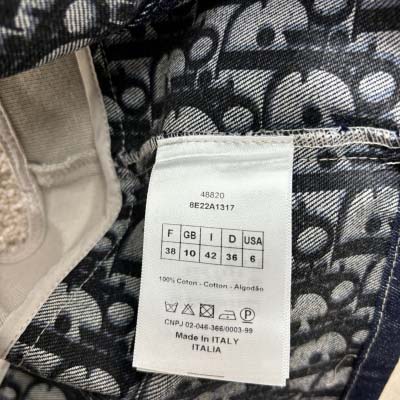 48820
8E22A1317
F GB I D USA
38 10 42 36 6
100% Coton - Cotton - Algodão
CNPJ 02-046-366/0003-99
Made in ITALY
ITALIA